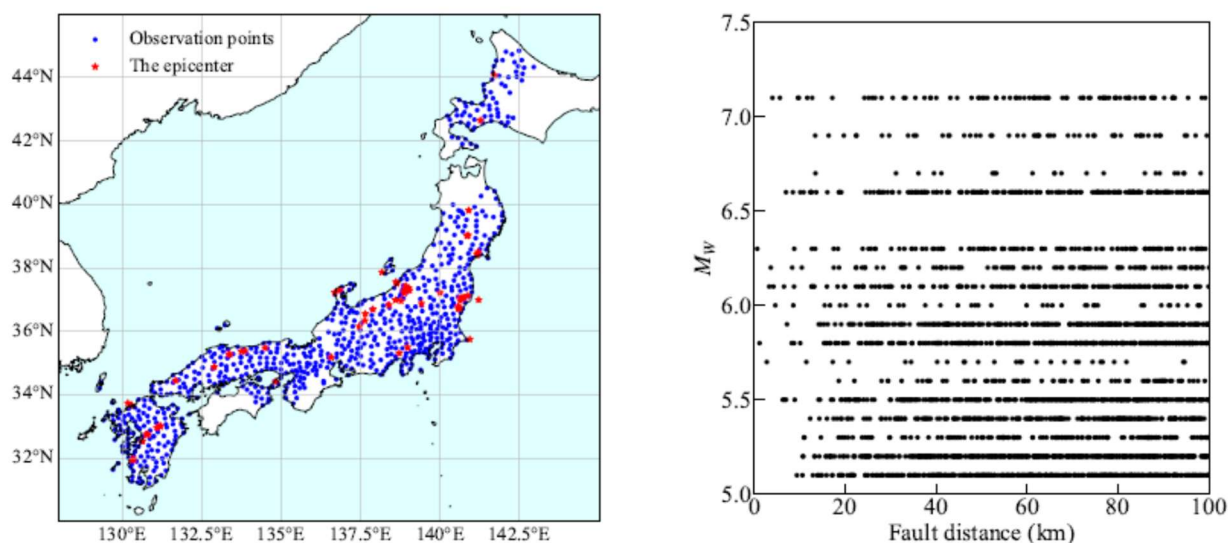 Observation points
The epicenter
44°N
42°N
40°N
38°N
36°N
34°N
32°N
130°E 132.5°E 135°E 137.5°E 140°E 142.5°E
7.5
7.0
6.5
6.0
5.5
5.0
M_W
0 20 40 60 80 100
Fault distance (km)